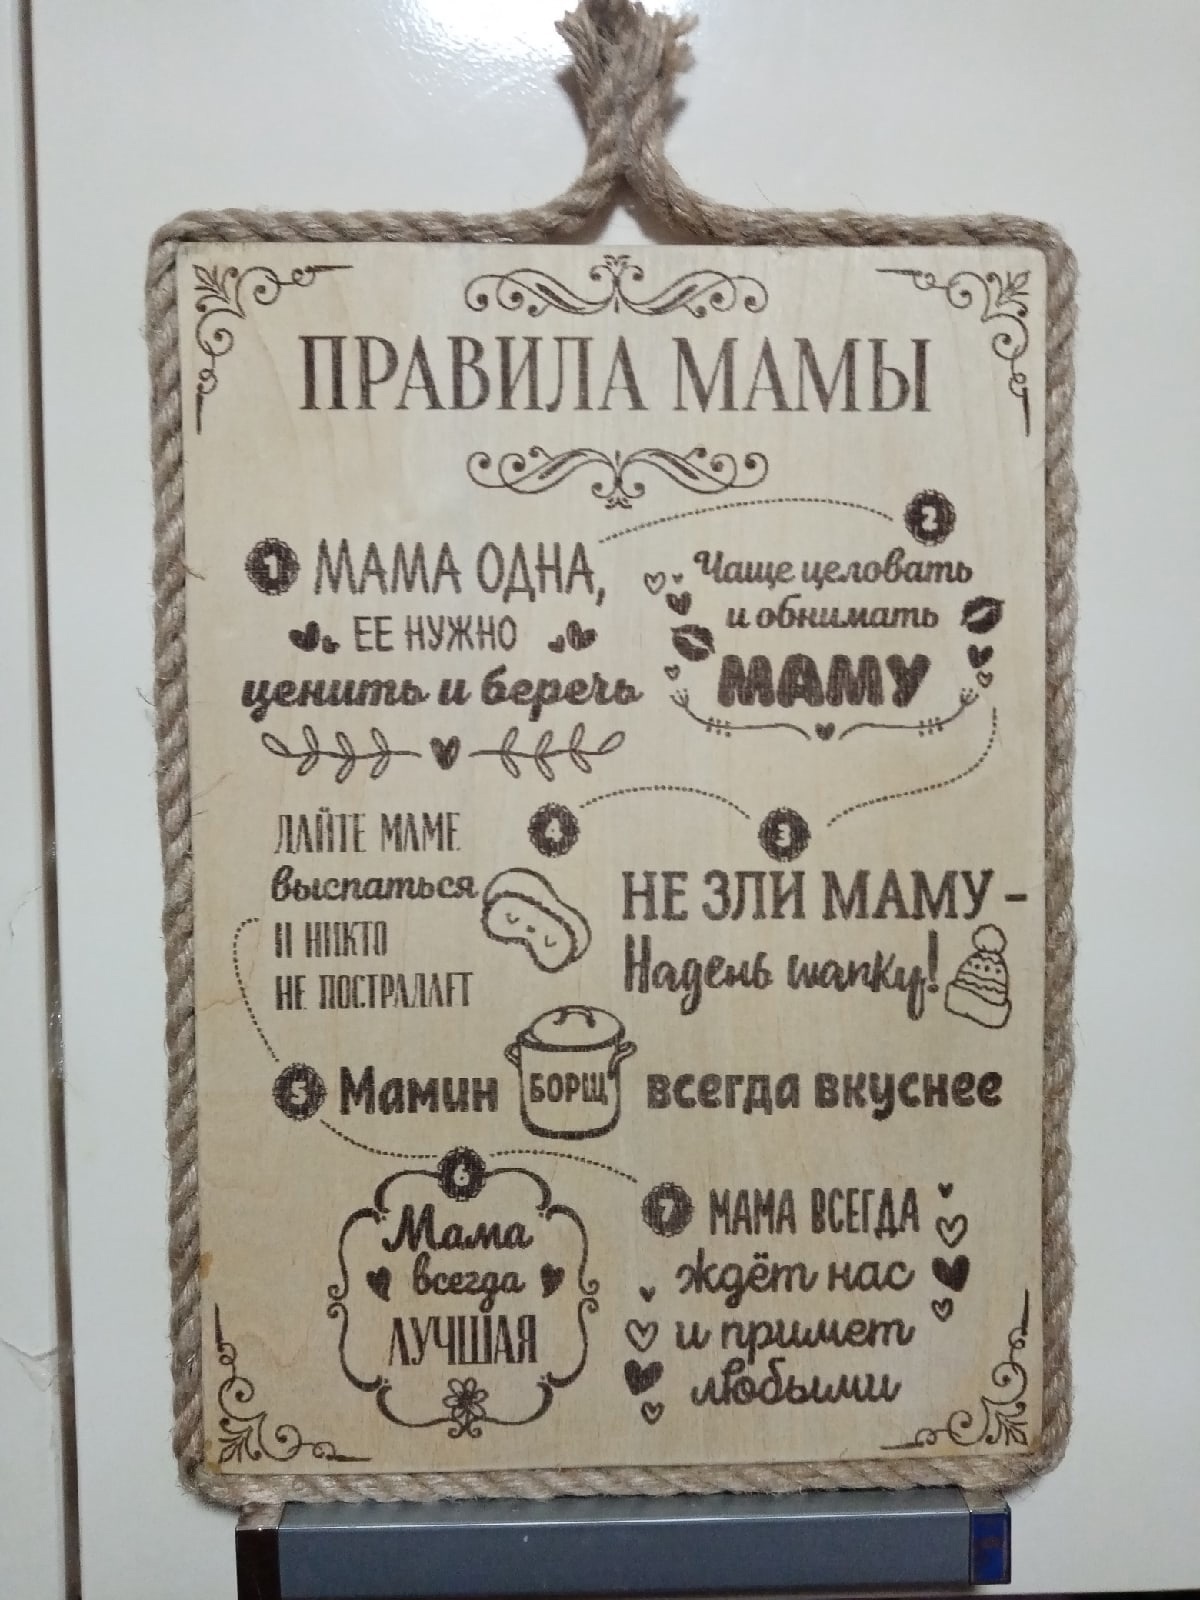 ПРАВИЛА МАМЫ
1 МАМА ОДНА,
ЕЕ НУЖНО
ценить и беречь
2
Чаще целовать
и обнимать
МАМУ
3
НЕ ЗЛИ МАМУ -
Надень шапку!
4
ДАЙТЕ МАМЕ
выспаться
И НИКТО
НЕ ПОСТРАДАЕТ
5 Мамин БОРЩ всегда вкуснее
6
Мама
всегда
ЛУЧШАЯ
7 МАМА ВСЕГДА
ждёт нас
и примет
любыми